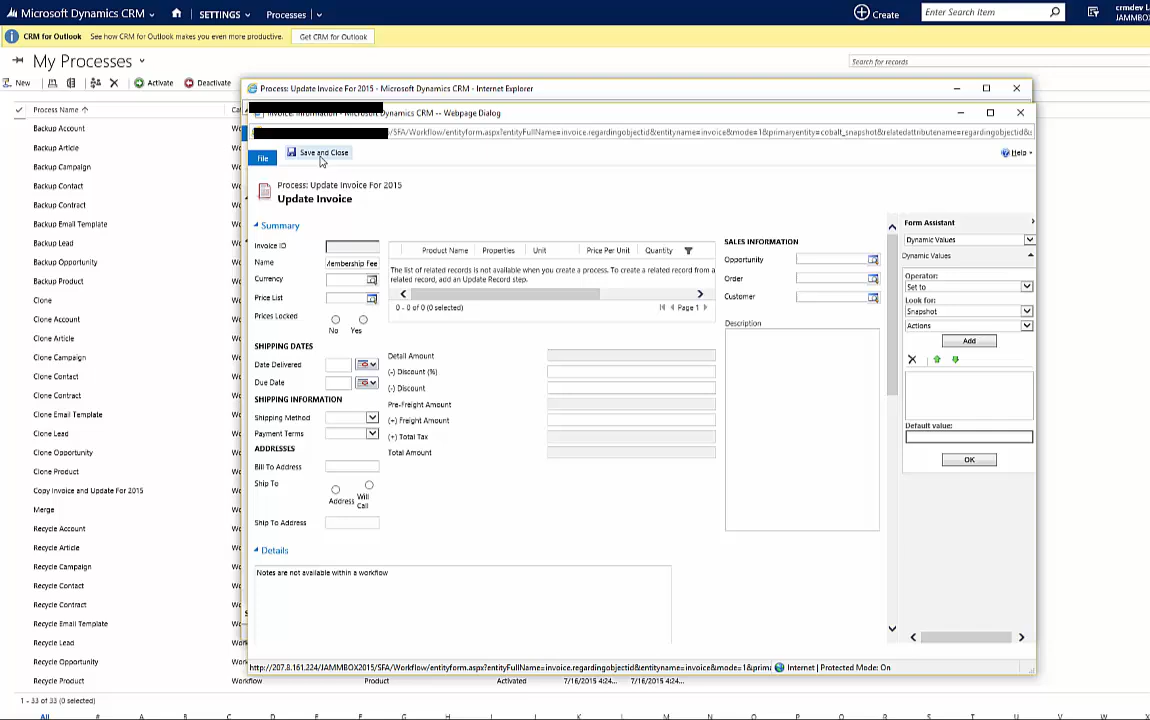 Microsoft Dynamics CRM SETTINGS Processes Create Enter Search Item crmdev
JAMMBOX
CRM for Outlook See how CRM for Outlook makes you even more productive. Get CRM for Outlook
My Processes Search for records
New Activate Deactivate
Process: Update Invoice For 2015 - Microsoft Dynamics CRM - Internet Explorer
Process Name
Microsoft Dynamics CRM -- Webpage Dialog
/SFA/Workflow/entityform.aspx?entityFullName=invoice.regardingobjectid&entityname=invoice&mode=1&primaryentity=cobalt_snapshot&relatedattributename=regardingobjectid&
File Save and Close Help
Process: Update Invoice For 2015
Update Invoice
Backup Account
Backup Article
Backup Campaign
Backup Contact
Backup Contract
Backup Email Template
Backup Lead
Backup Opportunity
Backup Product
Clone
Clone Account
Clone Article
Clone Campaign
Clone Contact
Clone Contract
Clone Email Template
Clone Lead
Clone Opportunity
Clone Product
Copy Invoice and Update For 2015
Merge
Recycle Account
Recycle Article
Recycle Campaign
Recycle Contact
Recycle Contract
Recycle Email Template
Recycle Lead
Recycle Opportunity
Recycle Product Workflow Product Activated 7/16/2015 4:24... 7/16/2015 4:24...
Summary
Invoice ID
Name Membership Fee
Currency
Price List
Prices Locked
No Yes
SHIPPING DATES
Date Delivered
Due Date
SHIPPING INFORMATION
Shipping Method
Payment Terms
ADDRESSES
Bill To Address
Ship To
Address Will Call
Ship To Address
Product Name Properties Unit Price Per Unit Quantity
The list of related records is not available when you create a process. To create a related record from a
related record, add an Update Record step.
0 - 0 of 0 (0 selected) Page 1
Detail Amount
(-) Discount (%)
(-) Discount
Pre-Freight Amount
(+) Freight Amount
(+) Total Tax
Total Amount
SALES INFORMATION
Opportunity
Order
Customer
Description
Form Assistant
Dynamic Values
Dynamic Values
Operator:
Set to
Look for:
Snapshot
Actions
Add
Default value:
OK
Details
Notes are not available within a workflow
http://207.8.161.224/JAMMBOX2015/SFA/Workflow/entityform.aspx?entityFullName=invoice.regardingobjectid&entityname=invoice&mode=1&prim Internet | Protected Mode: On
1 - 33 of 33 (0 selected)
All # A B C D E F G H I J K L M N O P Q R S T U V W X